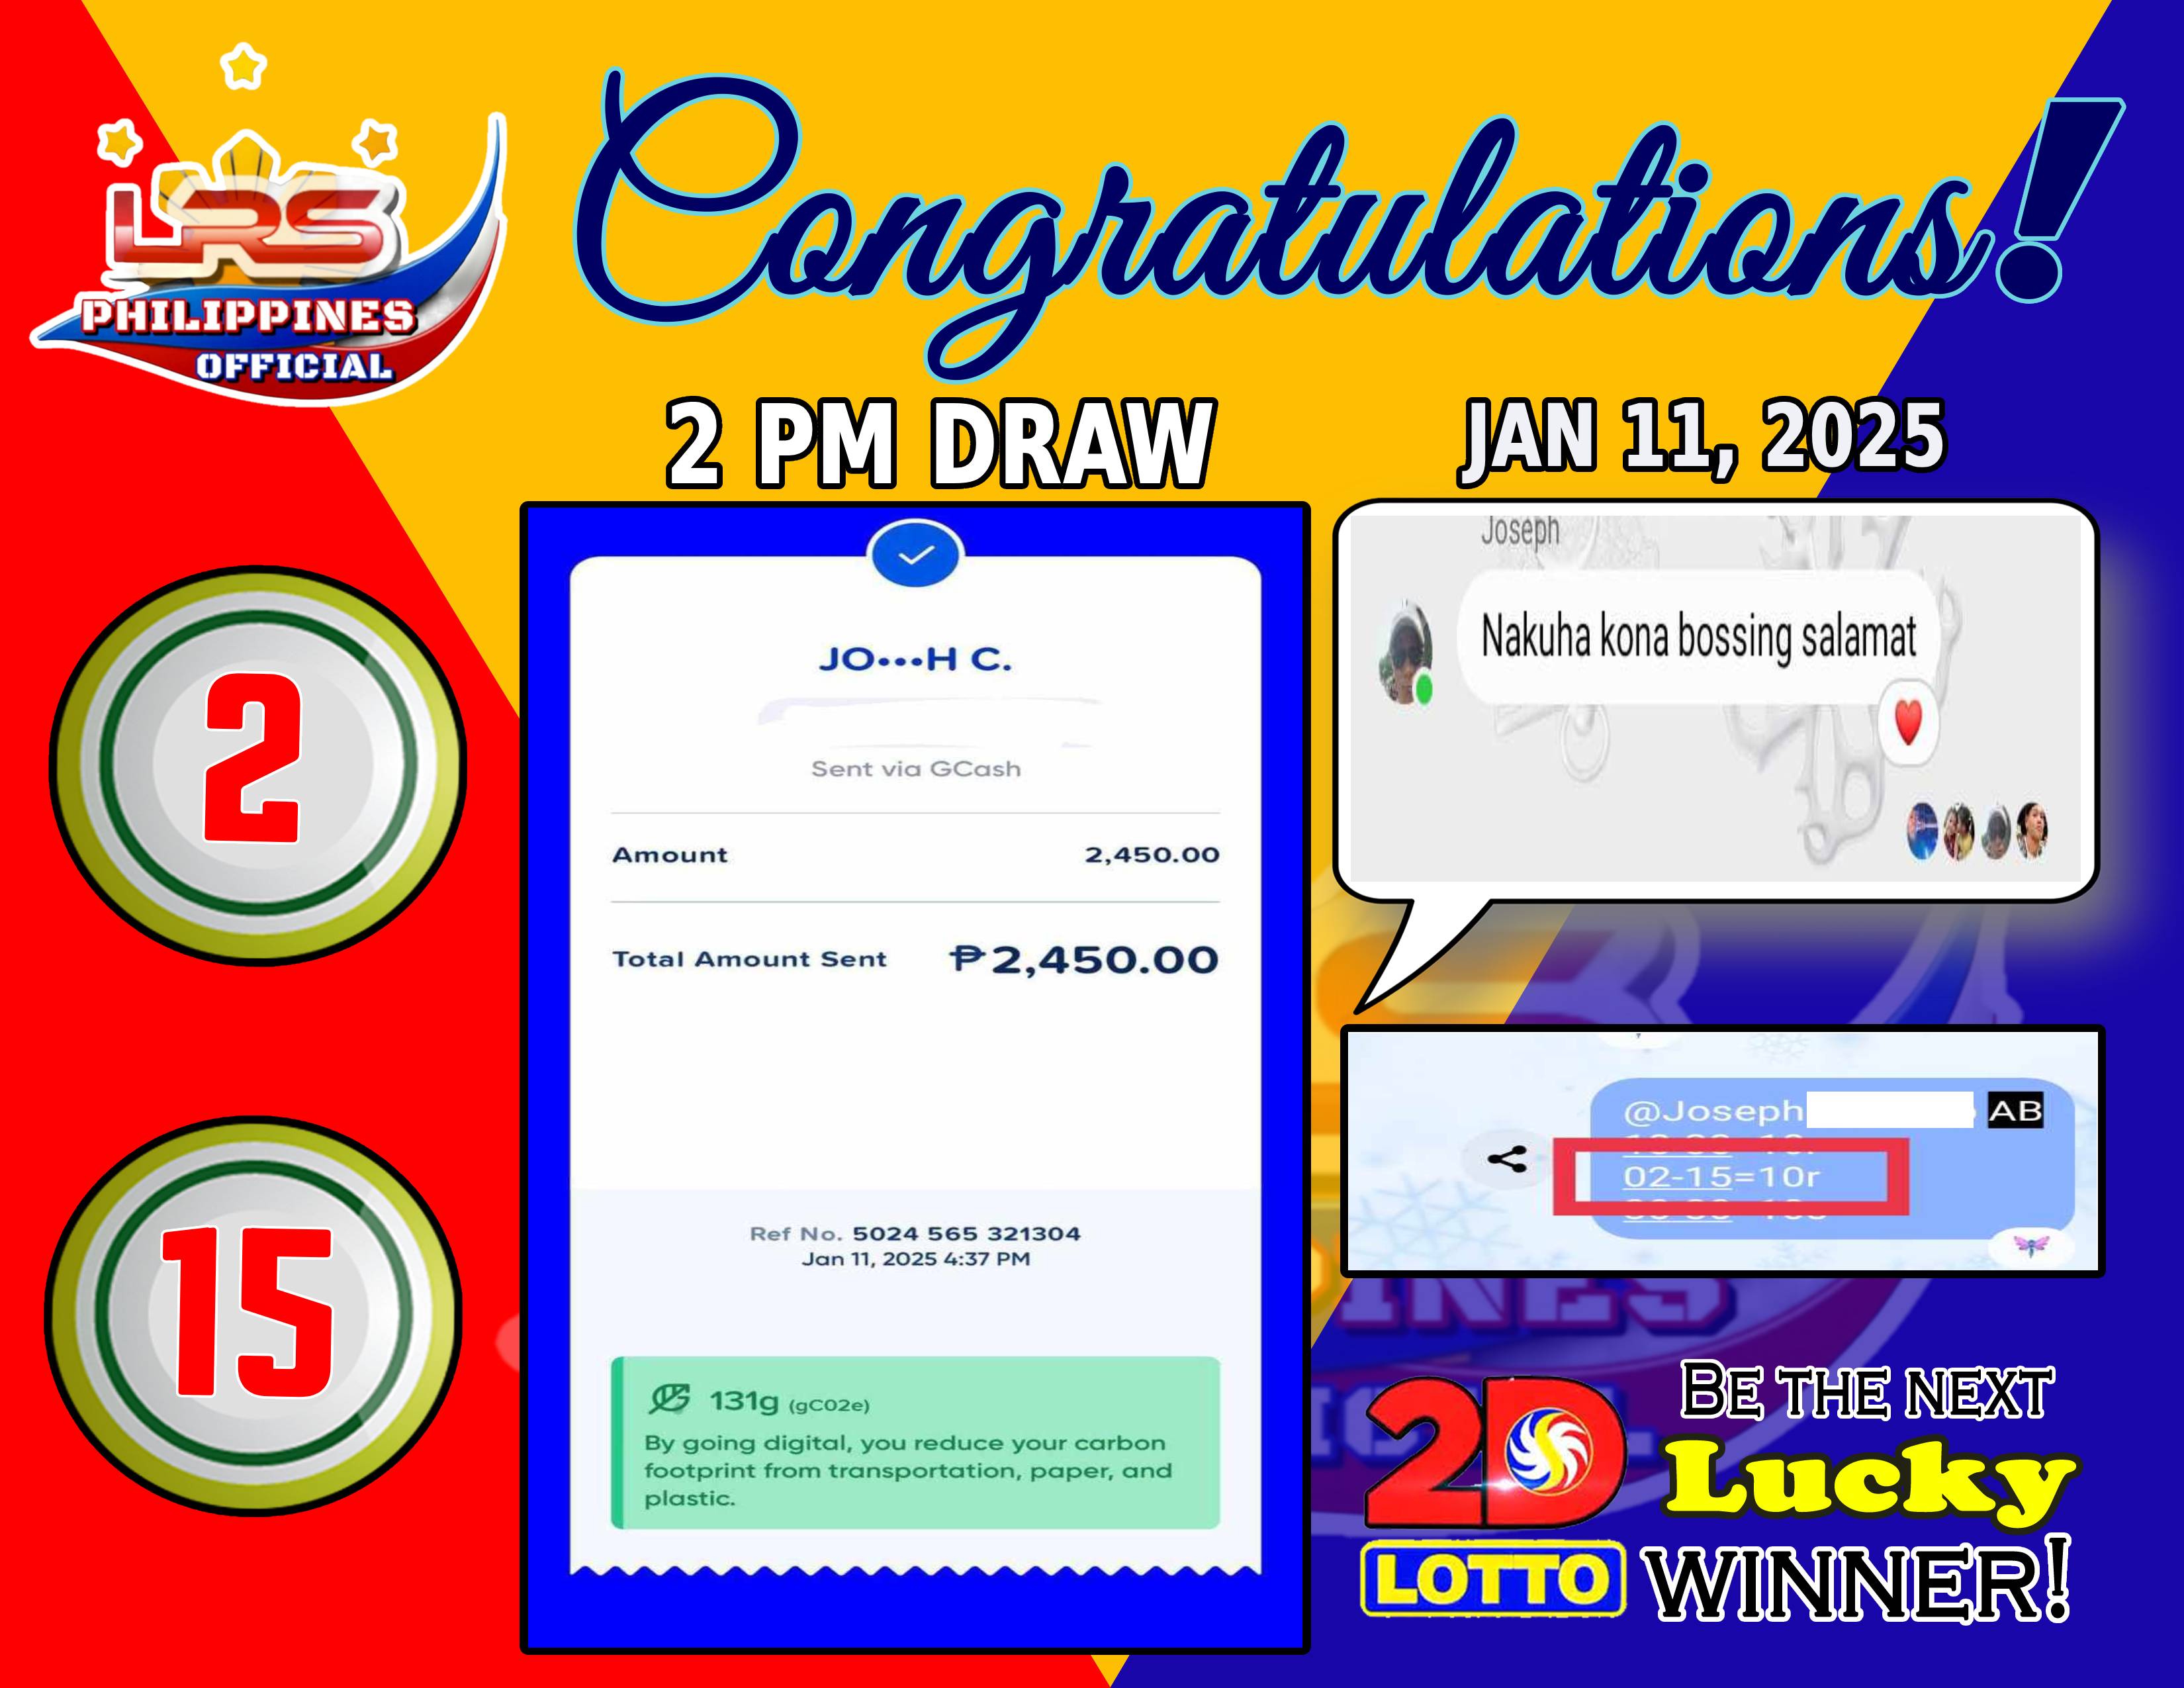 LRS
PHILIPPINES
OFFICIAL
Congratulations!
2 PM DRAW
JAN 11, 2025
2
15
JO•••H C.
Sent via GCash
Amount 2,450.00
Total Amount Sent ₱2,450.00
Ref No. 5024 565 321304
Jan 11, 2025 4:37 PM
131g (gC02e)
By going digital, you reduce your carbon
footprint from transportation, paper, and
plastic.
Joseph
Nakuha kona bossing salamat
@Joseph AB
02-15=10r
2D
LOTTO
BE THE NEXT
Lucky
WINNER!